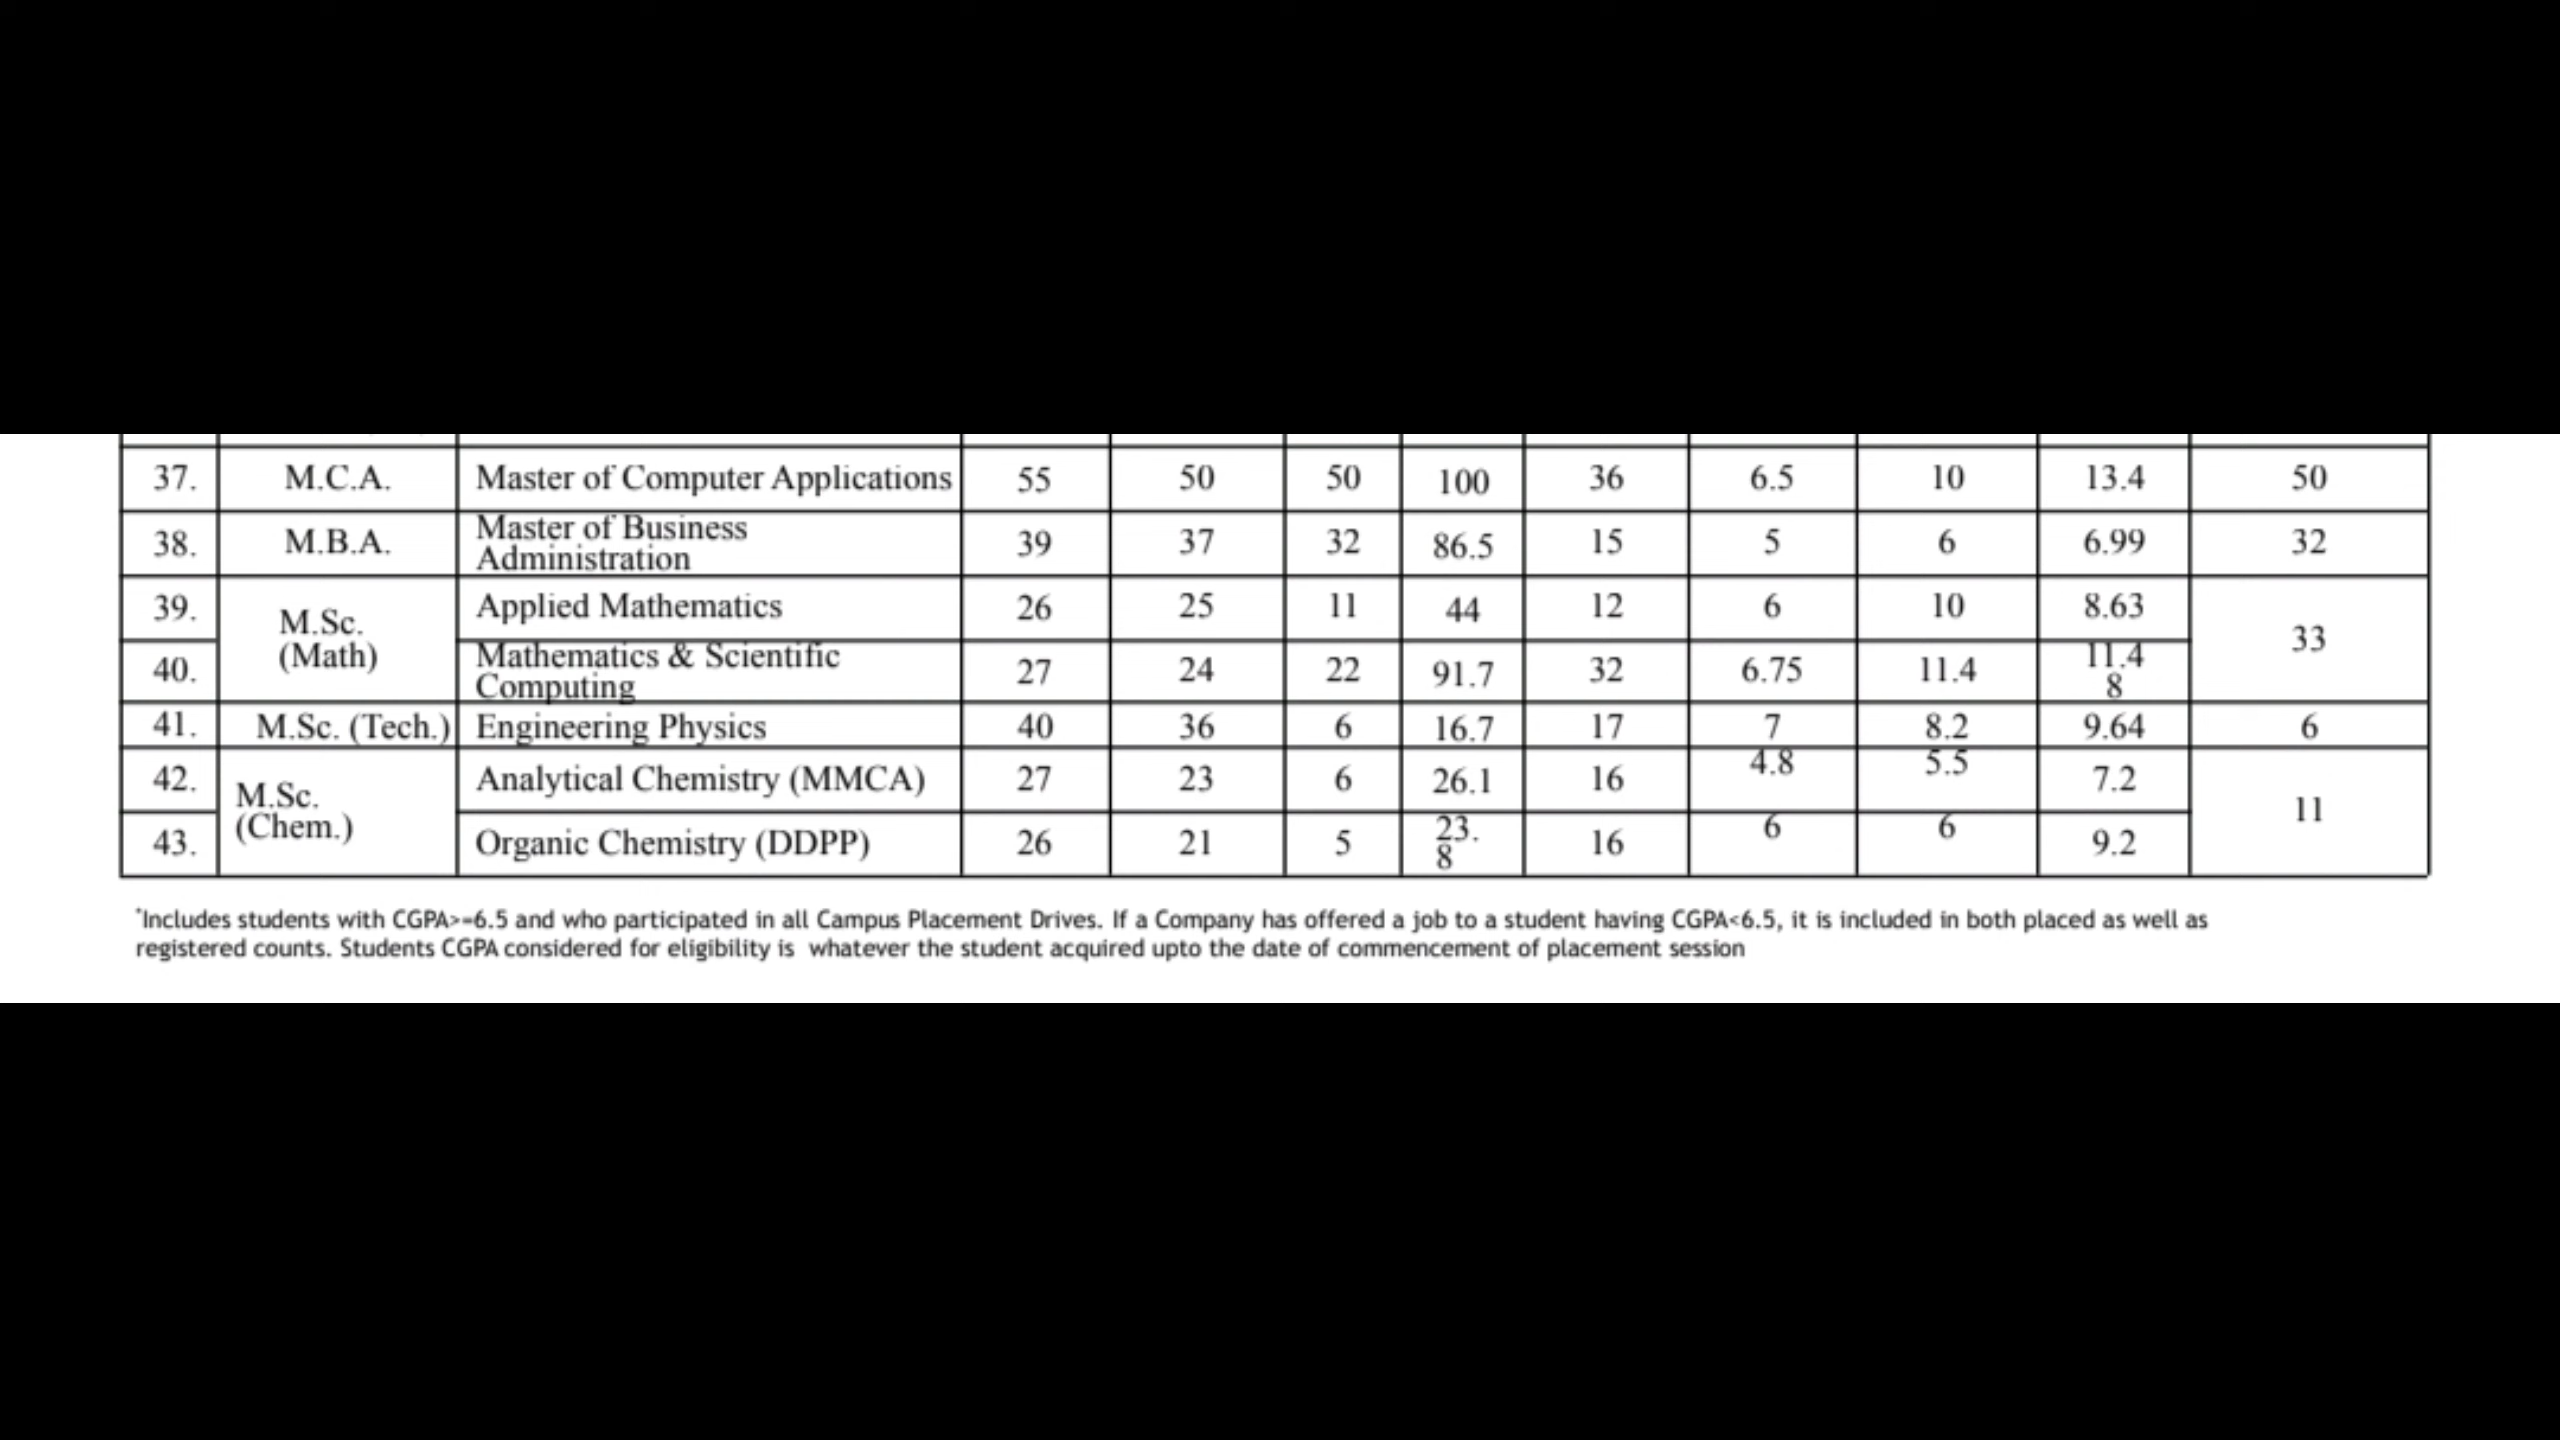 37. M.C.A. Master of Computer Applications 55 50 50 100 36 6.5 10 13.4 50
38. M.B.A. Master of Business Administration 39 37 32 86.5 15 5 6 6.99 32
39. M.Sc. (Math) Applied Mathematics 26 25 11 44 12 6 10 8.63 33
40. Mathematics & Scientific Computing 27 24 22 91.7 32 6.75 11.4 11.48
41. M.Sc. (Tech.) Engineering Physics 40 36 6 16.7 17 7 8.2 9.64 6
42. M.Sc. (Chem.) Analytical Chemistry (MMCA) 27 23 6 26.1 16 4.8 5.5 7.2 11
43. Organic Chemistry (DDPP) 26 21 5 23.8 16 6 6 9.2
*Includes students with CGPA>=6.5 and who participated in all Campus Placement Drives. If a Company has offered a job to a student having CGPA<6.5, it is included in both placed as well as
registered counts. Students CGPA considered for eligibility is whatever the student acquired upto the date of commencement of placement session